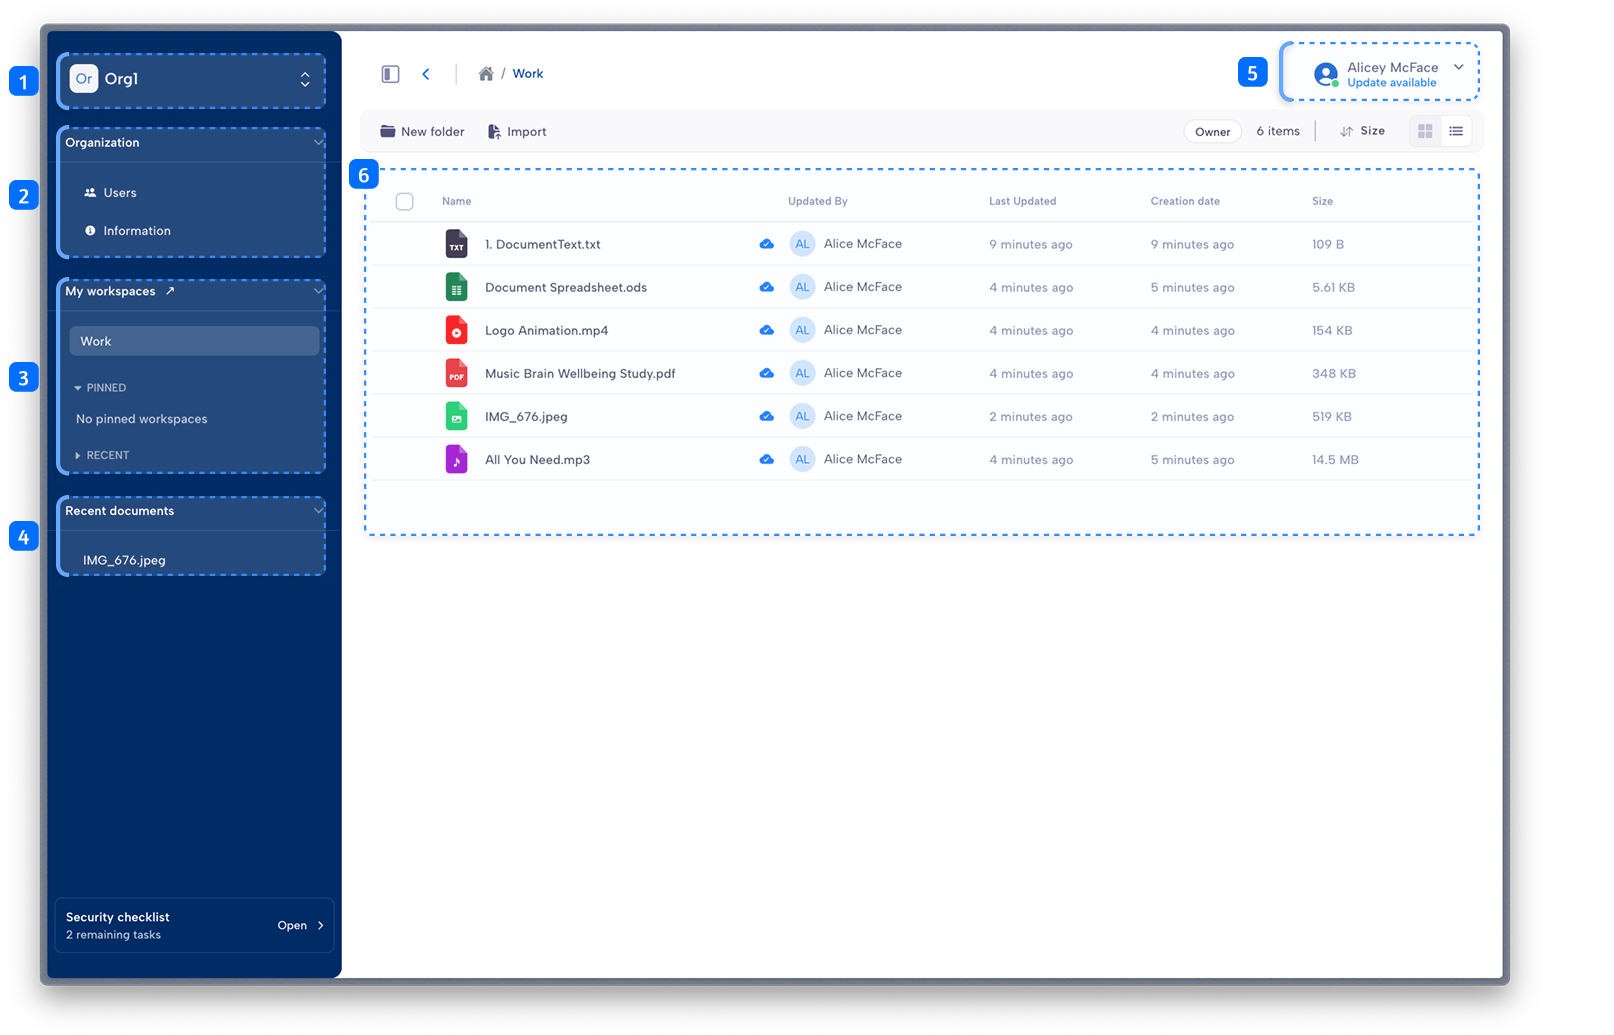 1
Or Org1
2
Organization
Users
Information
3
My workspaces
Work
PINNED
No pinned workspaces
RECENT
4
Recent documents
IMG_676.jpeg
Security checklist
2 remaining tasks
Open
/ Work
5
Alicey McFace
Update available
New folder Import
Owner 6 items Size
6
Name Updated By Last Updated Creation date Size
TXT 1. DocumentText.txt AL Alice McFace 9 minutes ago 9 minutes ago 109 B
Document Spreadsheet.ods AL Alice McFace 4 minutes ago 5 minutes ago 5.61 KB
Logo Animation.mp4 AL Alice McFace 4 minutes ago 4 minutes ago 154 KB
PDF Music Brain Wellbeing Study.pdf AL Alice McFace 4 minutes ago 4 minutes ago 348 KB
IMG_676.jpeg AL Alice McFace 2 minutes ago 2 minutes ago 519 KB
All You Need.mp3 AL Alice McFace 4 minutes ago 5 minutes ago 14.5 MB